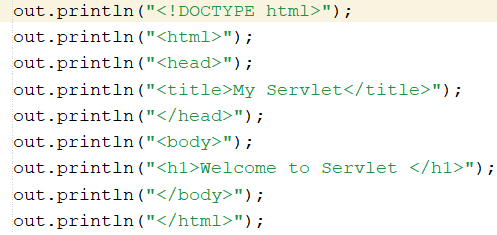 out.println("<!DOCTYPE html>");
out.println("<html>");
out.println("<head>");
out.println("<title>My Servlet</title>");
out.println("</head>");
out.println("<body>");
out.println("<h1>Welcome to Servlet </h1>");
out.println("</body>");
out.println("</html>");